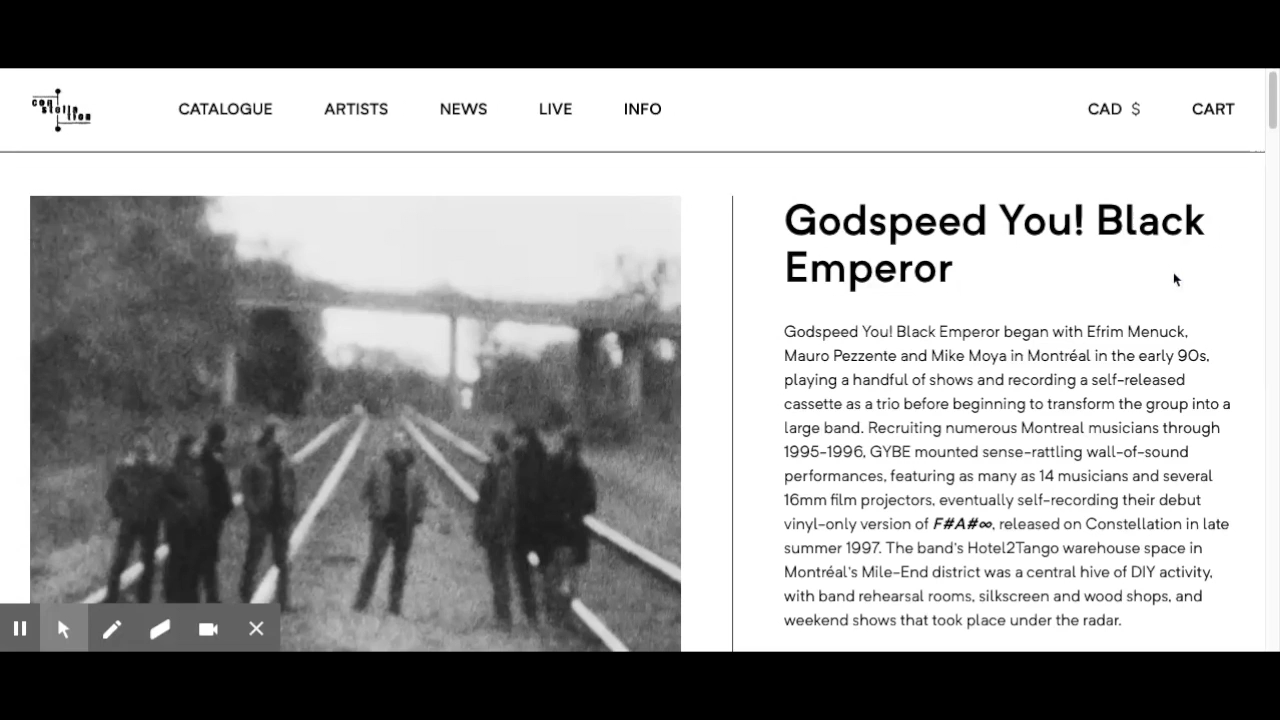 con
stella
tion
CATALOGUE
ARTISTS
NEWS
LIVE
INFO
CAD $
CART
Godspeed You! Black
Emperor
Godspeed You! Black Emperor began with Efrim Menuck,
Mauro Pezzente and Mike Moya in Montréal in the early 90s,
playing a handful of shows and recording a self-released
cassette as a trio before beginning to transform the group into a
large band. Recruiting numerous Montreal musicians through
1995-1996, GYBE mounted sense-rattling wall-of-sound
performances, featuring as many as 14 musicians and several
16mm film projectors, eventually self-recording their debut
vinyl-only version of F#A#∞, released on Constellation in late
summer 1997. The band's Hotel2Tango warehouse space in
Montréal's Mile-End district was a central hive of DIY activity,
with band rehearsal rooms, silkscreen and wood shops, and
weekend shows that took place under the radar.